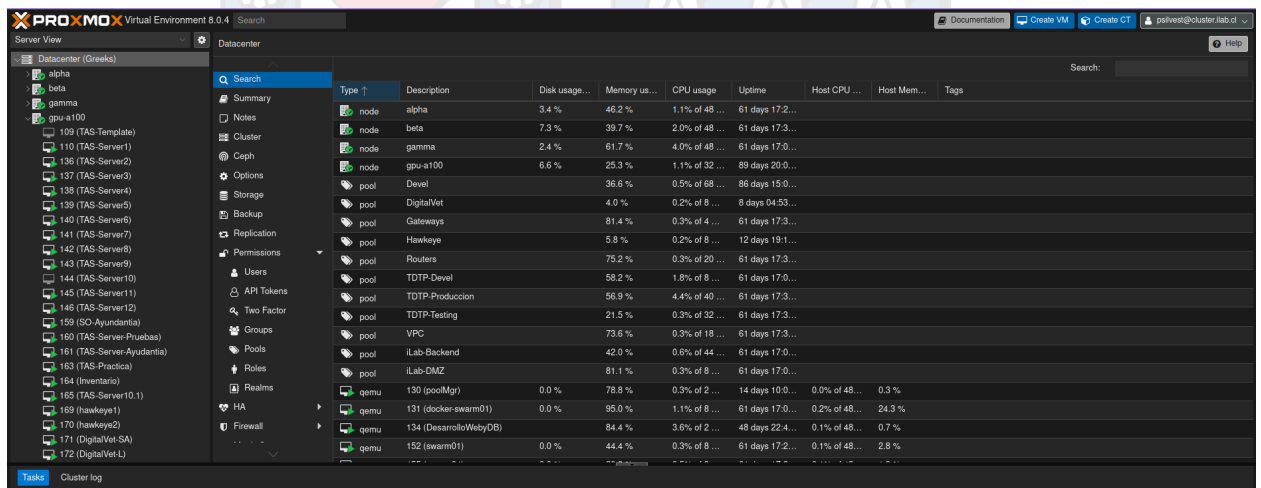 PROXMOX Virtual Environment 8.0.4 Search Documentation Create VM Create CT psilvest@cluster.ilab.cl
Server View
Datacenter (Greeks)
alpha
beta
gamma
gpu-a100
109 (TAS-Template)
110 (TAS-Server1)
136 (TAS-Server2)
137 (TAS-Server3)
138 (TAS-Server4)
139 (TAS-Server5)
140 (TAS-Server6)
141 (TAS-Server7)
142 (TAS-Server8)
143 (TAS-Server9)
144 (TAS-Server10)
145 (TAS-Server11)
146 (TAS-Server12)
159 (SO-Ayundantia)
160 (TAS-Server-Pruebas)
161 (TAS-Server-Ayudantia)
163 (TAS-Practica)
164 (Inventario)
165 (TAS-Server10.1)
169 (hawkeye1)
170 (hawkeye2)
171 (DigitalVet-SA)
172 (DigitalVet-L)
Datacenter Help
Search
Summary
Notes
Cluster
Ceph
Options
Storage
Backup
Replication
Permissions
Users
API Tokens
Two Factor
Groups
Pools
Roles
Realms
HA
Firewall
Search:
Type ↑ Description Disk usage... Memory us... CPU usage Uptime Host CPU ... Host Mem... Tags
node alpha 3.4 % 46.2 % 1.1% of 48 ... 61 days 17:2...
node beta 7.3 % 39.7 % 2.0% of 48 ... 61 days 17:3...
node gamma 2.4 % 61.7 % 4.0% of 48 ... 61 days 17:0...
node gpu-a100 6.6 % 25.3 % 1.1% of 32 ... 89 days 20:0...
pool Devel 36.6 % 0.5% of 68 ... 86 days 15:0...
pool DigitalVet 4.0 % 0.2% of 8 ... 8 days 04:53...
pool Gateways 81.4 % 0.3% of 4 ... 61 days 17:3...
pool Hawkeye 5.8 % 0.2% of 8 ... 12 days 19:1...
pool Routers 75.2 % 0.3% of 20 ... 61 days 17:3...
pool TDTP-Devel 58.2 % 1.8% of 8 ... 61 days 17:0...
pool TDTP-Produccion 56.9 % 4.4% of 40 ... 61 days 17:3...
pool TDTP-Testing 21.5 % 0.3% of 32 ... 61 days 17:3...
pool VPC 73.6 % 0.3% of 18 ... 61 days 17:3...
pool iLab-Backend 42.0 % 0.6% of 44 ... 61 days 17:0...
pool iLab-DMZ 81.1 % 0.3% of 8 ... 61 days 17:0...
qemu 130 (poolMgr) 0.0 % 78.8 % 0.3% of 2 ... 14 days 10:0... 0.0% of 48... 0.3 %
qemu 131 (docker-swarm01) 0.0 % 95.0 % 1.1% of 8 ... 61 days 17:0... 0.2% of 48... 24.3 %
qemu 134 (DesarrolloWebyDB) 84.4 % 3.6% of 2 ... 48 days 22:4... 0.1% of 48... 0.7 %
qemu 152 (swarm01) 0.0 % 44.4 % 0.3% of 8 ... 61 days 17:2... 0.1% of 48... 2.8 %
Tasks Cluster log